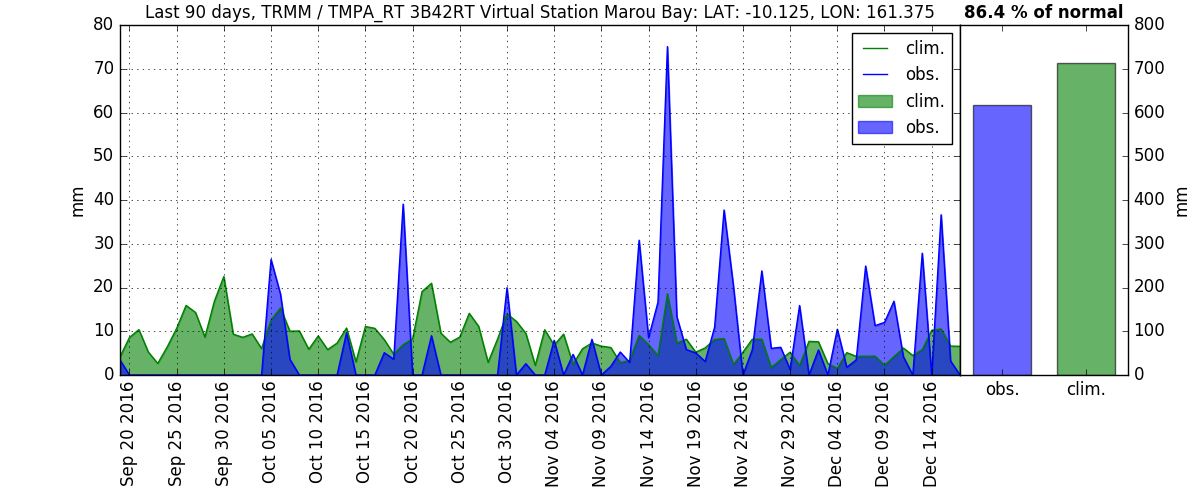 Last 90 days, TRMM / TMPA_RT 3B42RT Virtual Station Marou Bay: LAT: -10.125, LON: 161.375
86.4 % of normal
80
70
60
50
40
30
20
10
0
mm
clim.
obs.
clim.
obs.
800
700
600
500
400
300
200
100
0
mm
Sep 20 2016
Sep 25 2016
Sep 30 2016
Oct 05 2016
Oct 10 2016
Oct 15 2016
Oct 20 2016
Oct 25 2016
Oct 30 2016
Nov 04 2016
Nov 09 2016
Nov 14 2016
Nov 19 2016
Nov 24 2016
Nov 29 2016
Dec 04 2016
Dec 09 2016
Dec 14 2016
obs.
clim.